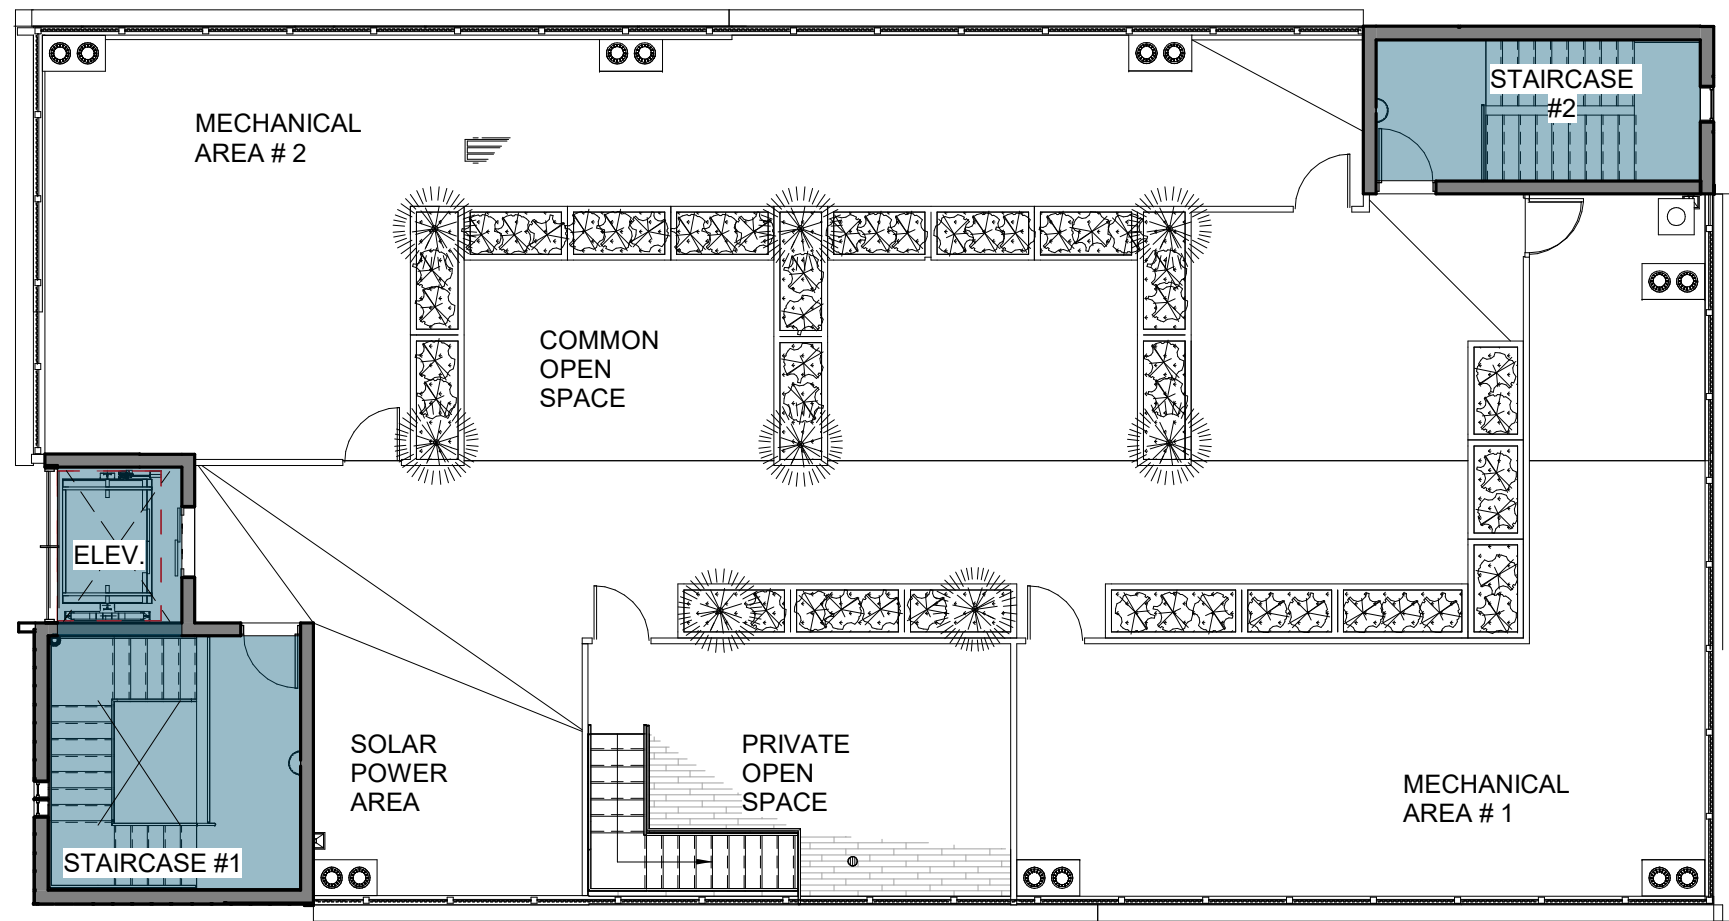 STAIRCASE
#2
MECHANICAL
AREA # 2
COMMON
OPEN
SPACE
ELEV.
SOLAR
POWER
AREA
PRIVATE
OPEN
SPACE
MECHANICAL
AREA # 1
STAIRCASE #1